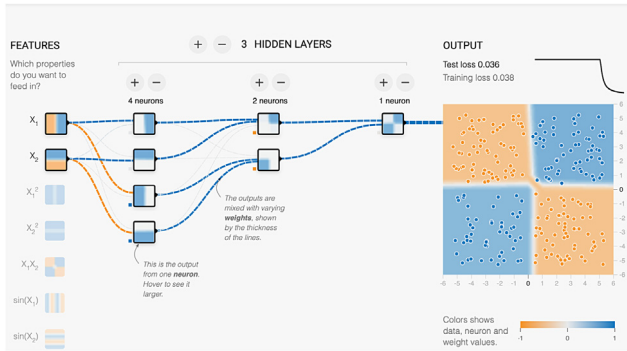 FEATURES
Which properties
do you want to
feed in?
X1
X2
X1²
X2²
X1X2
sin(X1)
sin(X2)
+ − 3 HIDDEN LAYERS
+ −
4 neurons
+ −
2 neurons
+ −
1 neuron
The outputs are
mixed with varying
weights, shown
by the thickness
of the lines.
This is the output
from one neuron.
Hover to see it
larger.
OUTPUT
Test loss 0.036
Training loss 0.038
6
5
4
3
2
1
0
-1
-2
-3
-4
-5
-6
-6 -5 -4 -3 -2 -1 0 1 2 3 4 5 6
Colors shows
data, neuron and
weight values.
-1 0 1